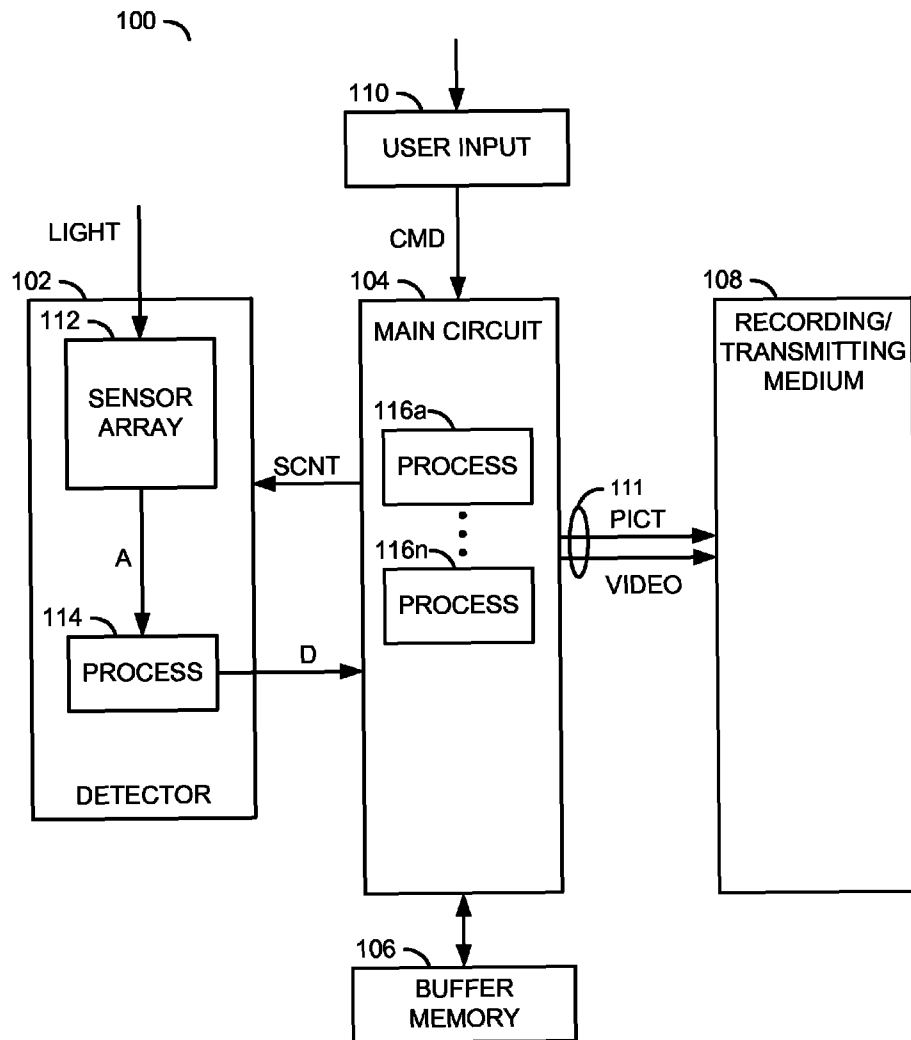 100
110
USER INPUT
LIGHT
CMD
102
104
108
112
MAIN CIRCUIT
RECORDING/
TRANSMITTING
MEDIUM
SENSOR
ARRAY
116a
PROCESS
SCNT
111
PICT
A
116n
VIDEO
PROCESS
114
PROCESS
D
DETECTOR
106
BUFFER
MEMORY